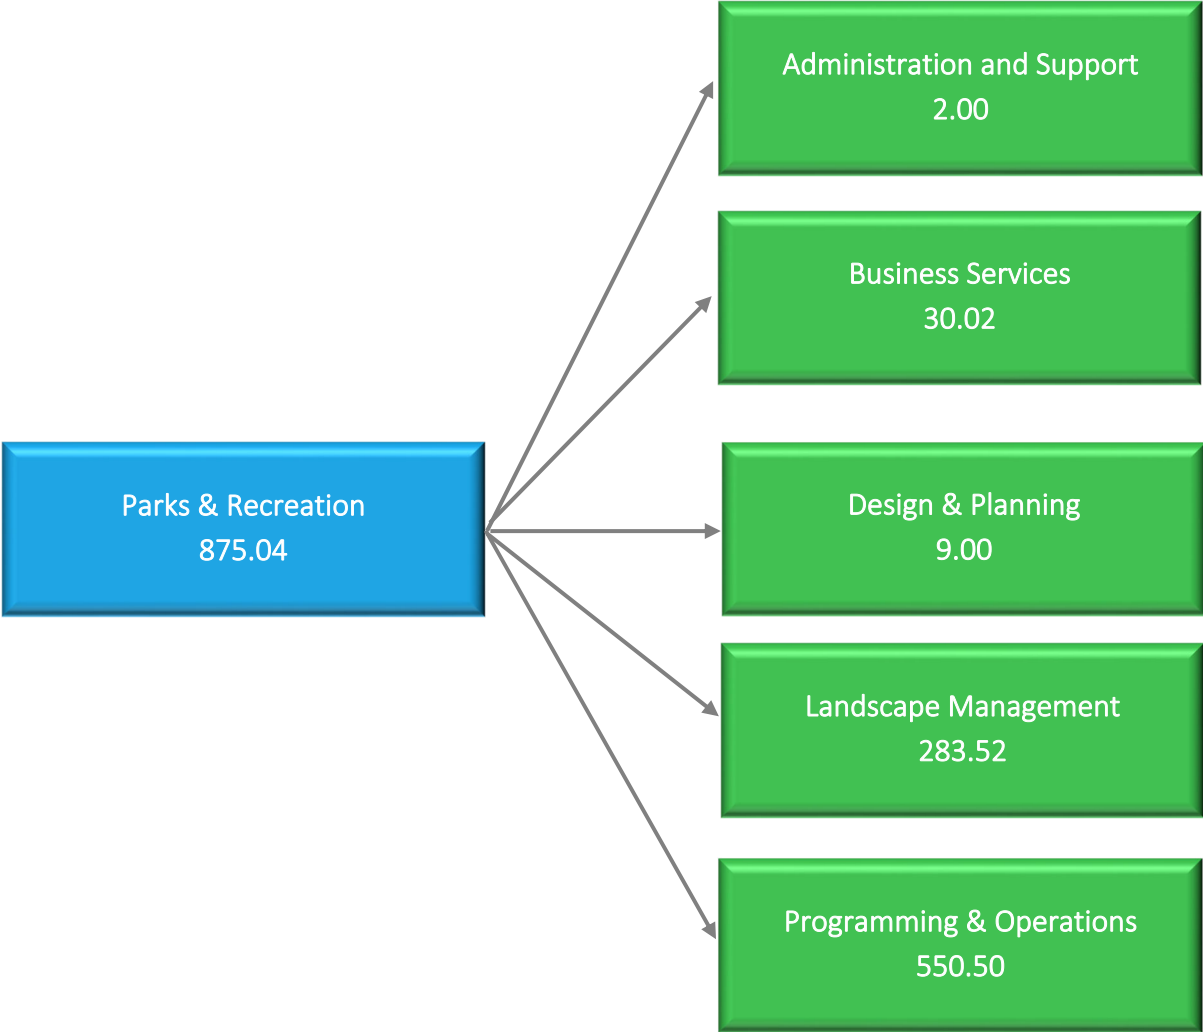 Administration and Support
2.00
Business Services
30.02
Parks & Recreation
875.04
Design & Planning
9.00
Landscape Management
283.52
Programming & Operations
550.50